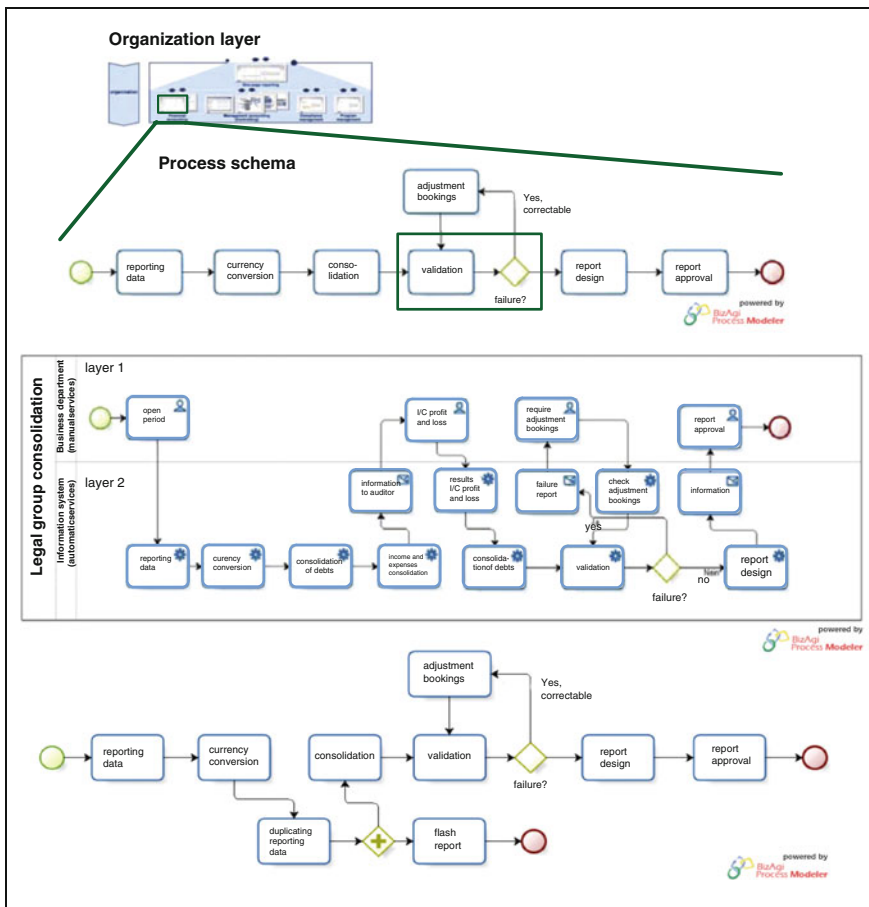 Organization layer
organization
Process schema
adjustment
bookings
Yes,
correctable
reporting
data
currency
conversion
conso-
lidation
validation
failure?
report
design
report
approval
powered by
BizAgi
Process Modeler
Legal group consolidation
Business department
(manualservices)
layer 1
open
period
I/C profit
and loss
require
adjustment
bookings
report
approval
Information system
(automaticservices)
layer 2
information
to auditor
results
I/C profit
and loss
failure
report
check
adjustment
bookings
information
yes
reporting
data
curency
conversion
consolidation
of debts
income and
expenses
consolidation
consolida-
tionof debts
validation
failure?
no
report
design
powered by
BizAgi
Process Modeler
adjustment
bookings
Yes,
correctable
reporting
data
currency
conversion
consolidation
validation
failure?
report
design
report
approval
duplicating
reporting
data
flash
report
powered by
BizAgi
Process Modeler